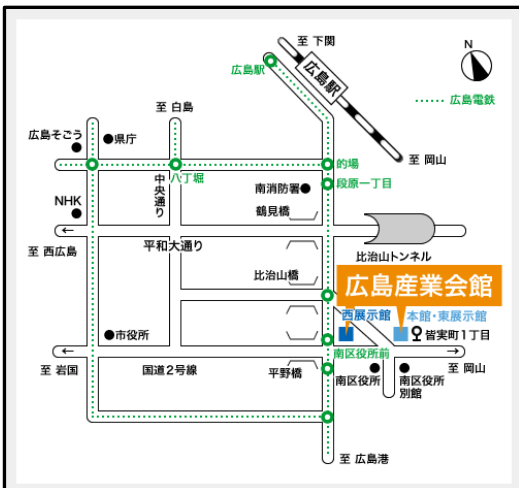 至 下関
N
広島駅
広島駅
広島電鉄
至 白島
至 岡山
広島そごう
県庁
八丁堀
的場
中央通り
南消防署
段原一丁目
NHK
鶴見橋
至 西広島
平和大通り
比治山トンネル
比治山橋
広島産業会館
西展示館
本館・東展示館
市役所
皆実町1丁目
南区役所前
至 岩国
国道2号線
平野橋
南区役所
南区役所
別館
至 岡山
至 広島港